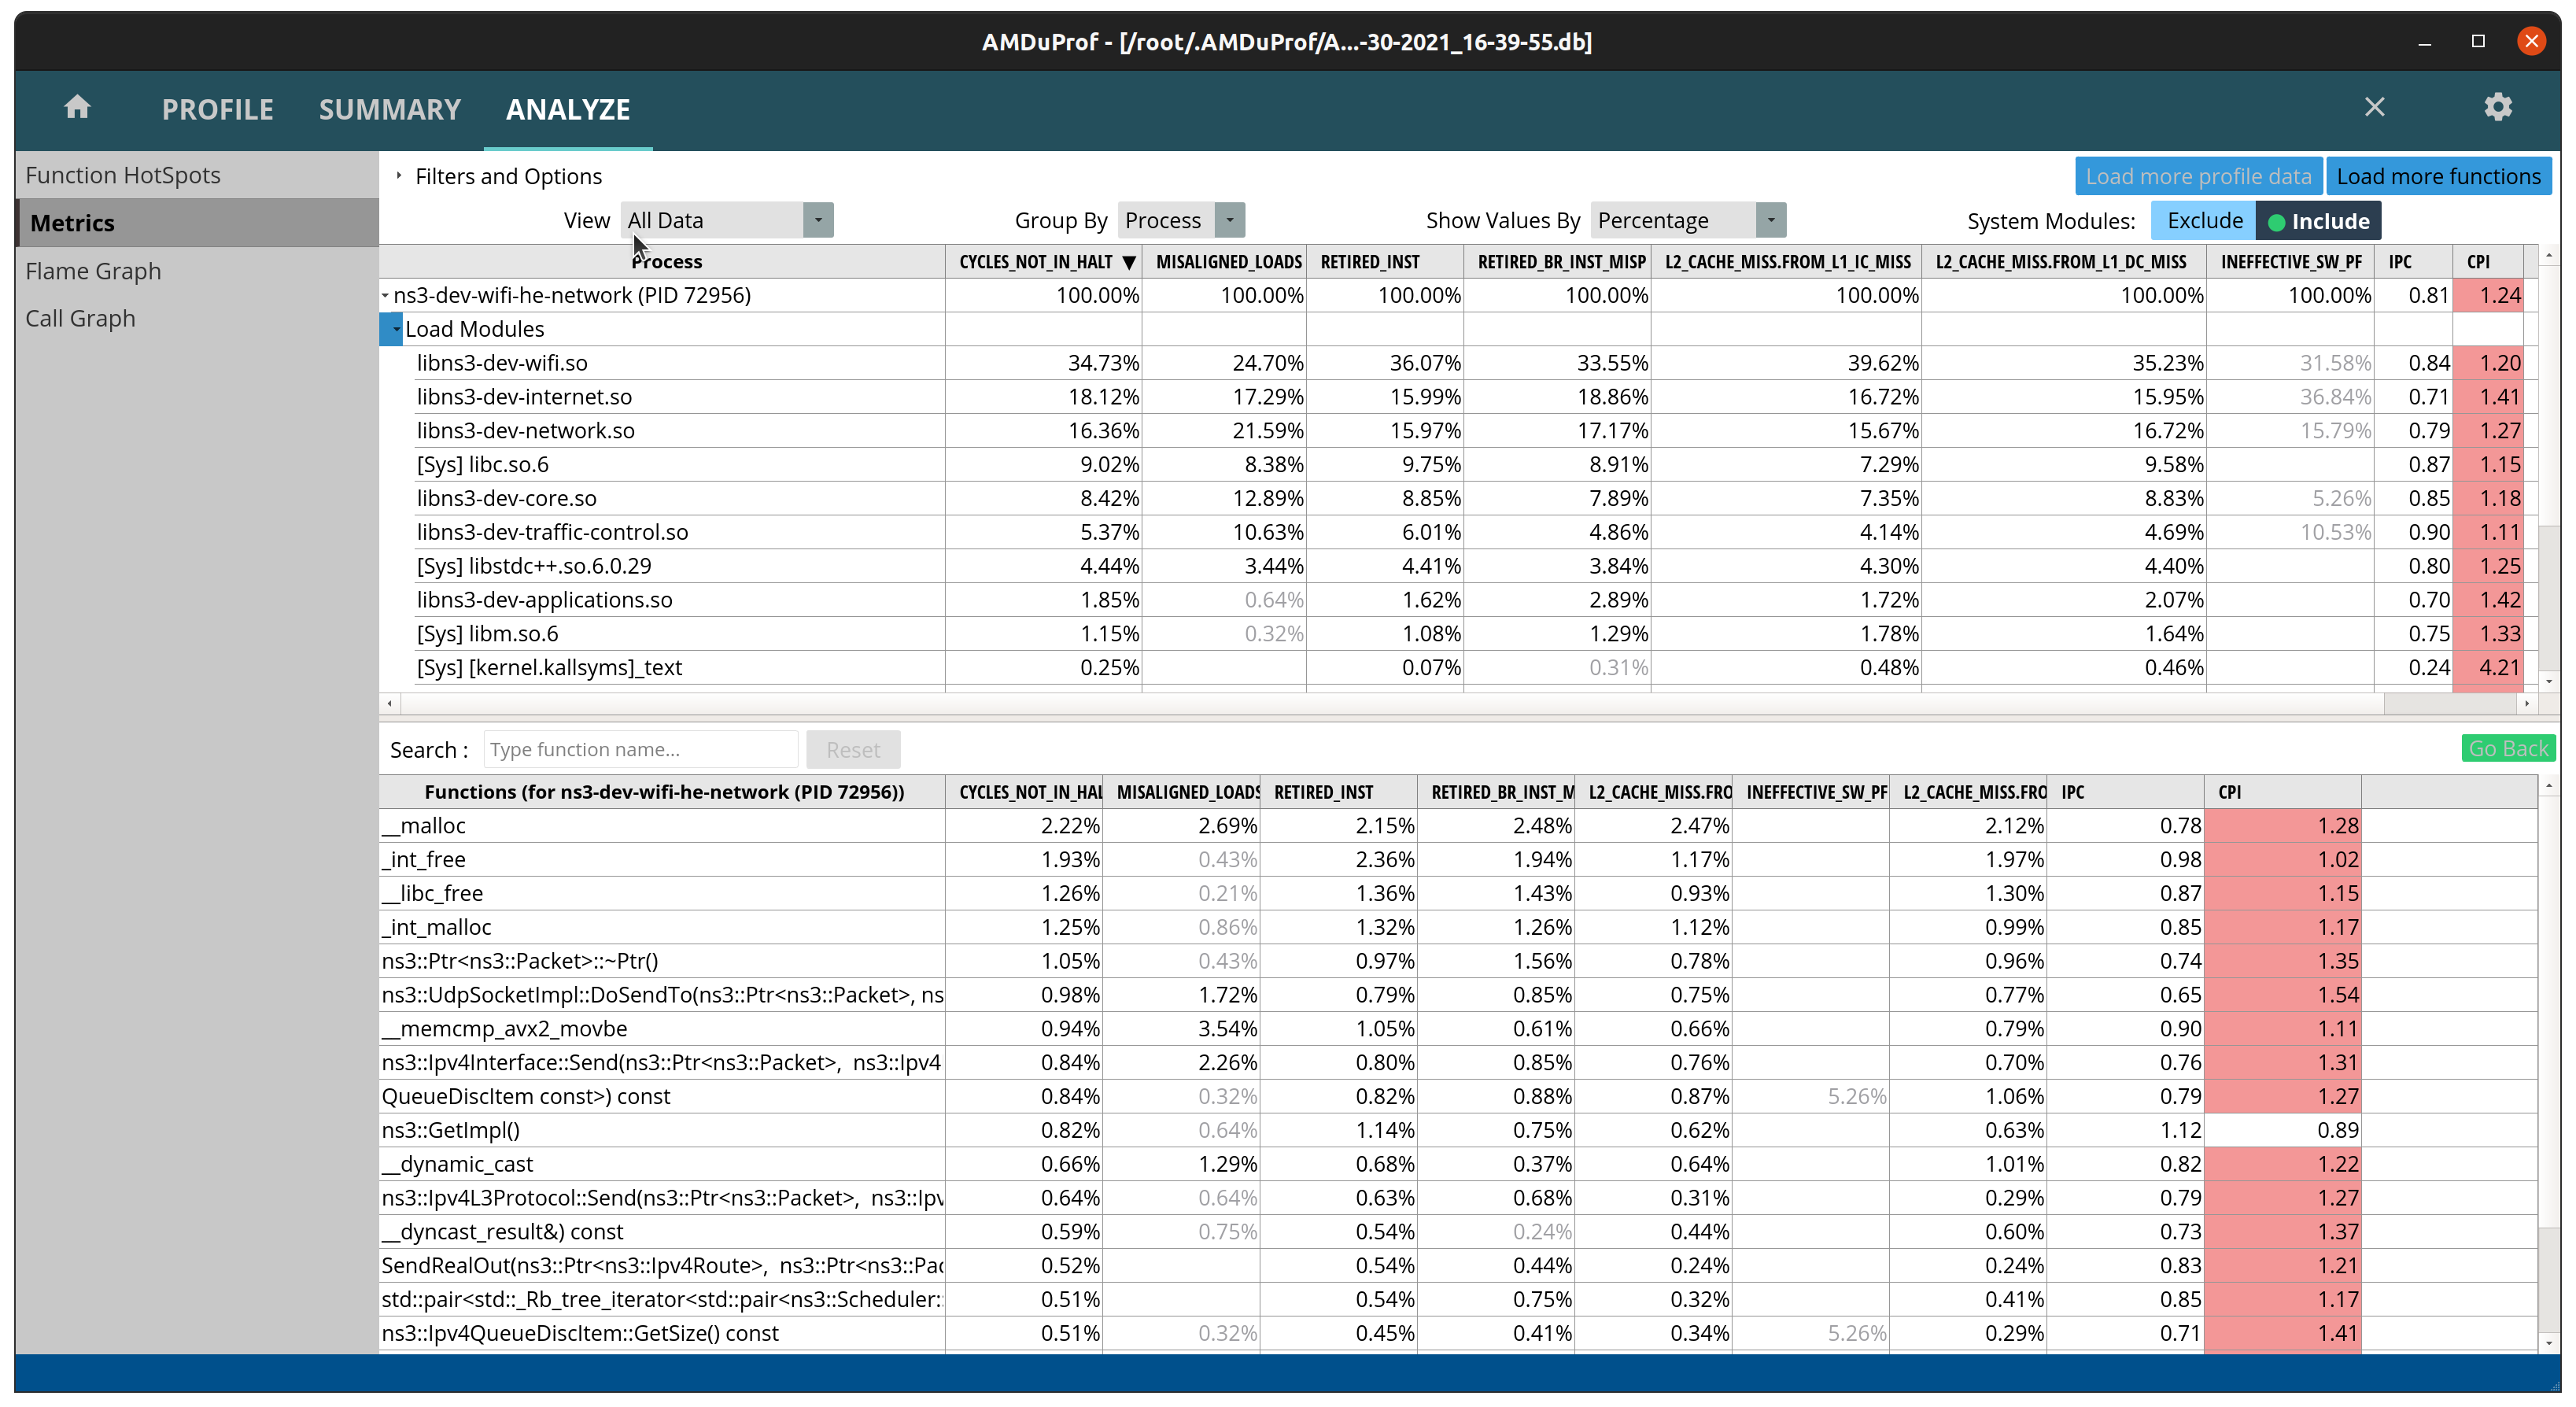 AMDuProf - [/root/.AMDuProf/A...-30-2021_16-39-55.db]
PROFILE SUMMARY ANALYZE
Function HotSpots
Metrics
Flame Graph
Call Graph
Filters and Options Load more profile data Load more functions
View All Data Group By Process Show Values By Percentage System Modules: Exclude Include
Process CYCLES_NOT_IN_HALT MISALIGNED_LOADS RETIRED_INST RETIRED_BR_INST_MISP L2_CACHE_MISS.FROM_L1_IC_MISS L2_CACHE_MISS.FROM_L1_DC_MISS INEFFECTIVE_SW_PF IPC CPI
ns3-dev-wifi-he-network (PID 72956) 100.00% 100.00% 100.00% 100.00% 100.00% 100.00% 100.00% 0.81 1.24
Load Modules
libns3-dev-wifi.so 34.73% 24.70% 36.07% 33.55% 39.62% 35.23% 31.58% 0.84 1.20
libns3-dev-internet.so 18.12% 17.29% 15.99% 18.86% 16.72% 15.95% 36.84% 0.71 1.41
libns3-dev-network.so 16.36% 21.59% 15.97% 17.17% 15.67% 16.72% 15.79% 0.79 1.27
[Sys] libc.so.6 9.02% 8.38% 9.75% 8.91% 7.29% 9.58% 0.87 1.15
libns3-dev-core.so 8.42% 12.89% 8.85% 7.89% 7.35% 8.83% 5.26% 0.85 1.18
libns3-dev-traffic-control.so 5.37% 10.63% 6.01% 4.86% 4.14% 4.69% 10.53% 0.90 1.11
[Sys] libstdc++.so.6.0.29 4.44% 3.44% 4.41% 3.84% 4.30% 4.40% 0.80 1.25
libns3-dev-applications.so 1.85% 0.64% 1.62% 2.89% 1.72% 2.07% 0.70 1.42
[Sys] libm.so.6 1.15% 0.32% 1.08% 1.29% 1.78% 1.64% 0.75 1.33
[Sys] [kernel.kallsyms]_text 0.25% 0.07% 0.31% 0.48% 0.46% 0.24 4.21
Search : Type function name... Reset Go Back
Functions (for ns3-dev-wifi-he-network (PID 72956)) CYCLES_NOT_IN_HAL MISALIGNED_LOADS RETIRED_INST RETIRED_BR_INST_M L2_CACHE_MISS.FRO INEFFECTIVE_SW_PF L2_CACHE_MISS.FRO IPC CPI
__malloc 2.22% 2.69% 2.15% 2.48% 2.47% 2.12% 0.78 1.28
_int_free 1.93% 0.43% 2.36% 1.94% 1.17% 1.97% 0.98 1.02
__libc_free 1.26% 0.21% 1.36% 1.43% 0.93% 1.30% 0.87 1.15
_int_malloc 1.25% 0.86% 1.32% 1.26% 1.12% 0.99% 0.85 1.17
ns3::Ptr<ns3::Packet>::~Ptr() 1.05% 0.43% 0.97% 1.56% 0.78% 0.96% 0.74 1.35
ns3::UdpSocketImpl::DoSendTo(ns3::Ptr<ns3::Packet>, ns 0.98% 1.72% 0.79% 0.85% 0.75% 0.77% 0.65 1.54
__memcmp_avx2_movbe 0.94% 3.54% 1.05% 0.61% 0.66% 0.79% 0.90 1.11
ns3::Ipv4Interface::Send(ns3::Ptr<ns3::Packet>, ns3::Ipv4 0.84% 2.26% 0.80% 0.85% 0.76% 0.70% 0.76 1.31
QueueDiscItem const>) const 0.84% 0.32% 0.82% 0.88% 0.87% 5.26% 1.06% 0.79 1.27
ns3::GetImpl() 0.82% 0.64% 1.14% 0.75% 0.62% 0.63% 1.12 0.89
__dynamic_cast 0.66% 1.29% 0.68% 0.37% 0.64% 1.01% 0.82 1.22
ns3::Ipv4L3Protocol::Send(ns3::Ptr<ns3::Packet>, ns3::Ipv 0.64% 0.64% 0.63% 0.68% 0.31% 0.29% 0.79 1.27
__dyncast_result&) const 0.59% 0.75% 0.54% 0.24% 0.44% 0.60% 0.73 1.37
SendRealOut(ns3::Ptr<ns3::Ipv4Route>, ns3::Ptr<ns3::Pac 0.52% 0.54% 0.44% 0.24% 0.24% 0.83 1.21
std::pair<std::_Rb_tree_iterator<std::pair<ns3::Scheduler:: 0.51% 0.54% 0.75% 0.32% 0.41% 0.85 1.17
ns3::Ipv4QueueDiscItem::GetSize() const 0.51% 0.32% 0.45% 0.41% 0.34% 5.26% 0.29% 0.71 1.41